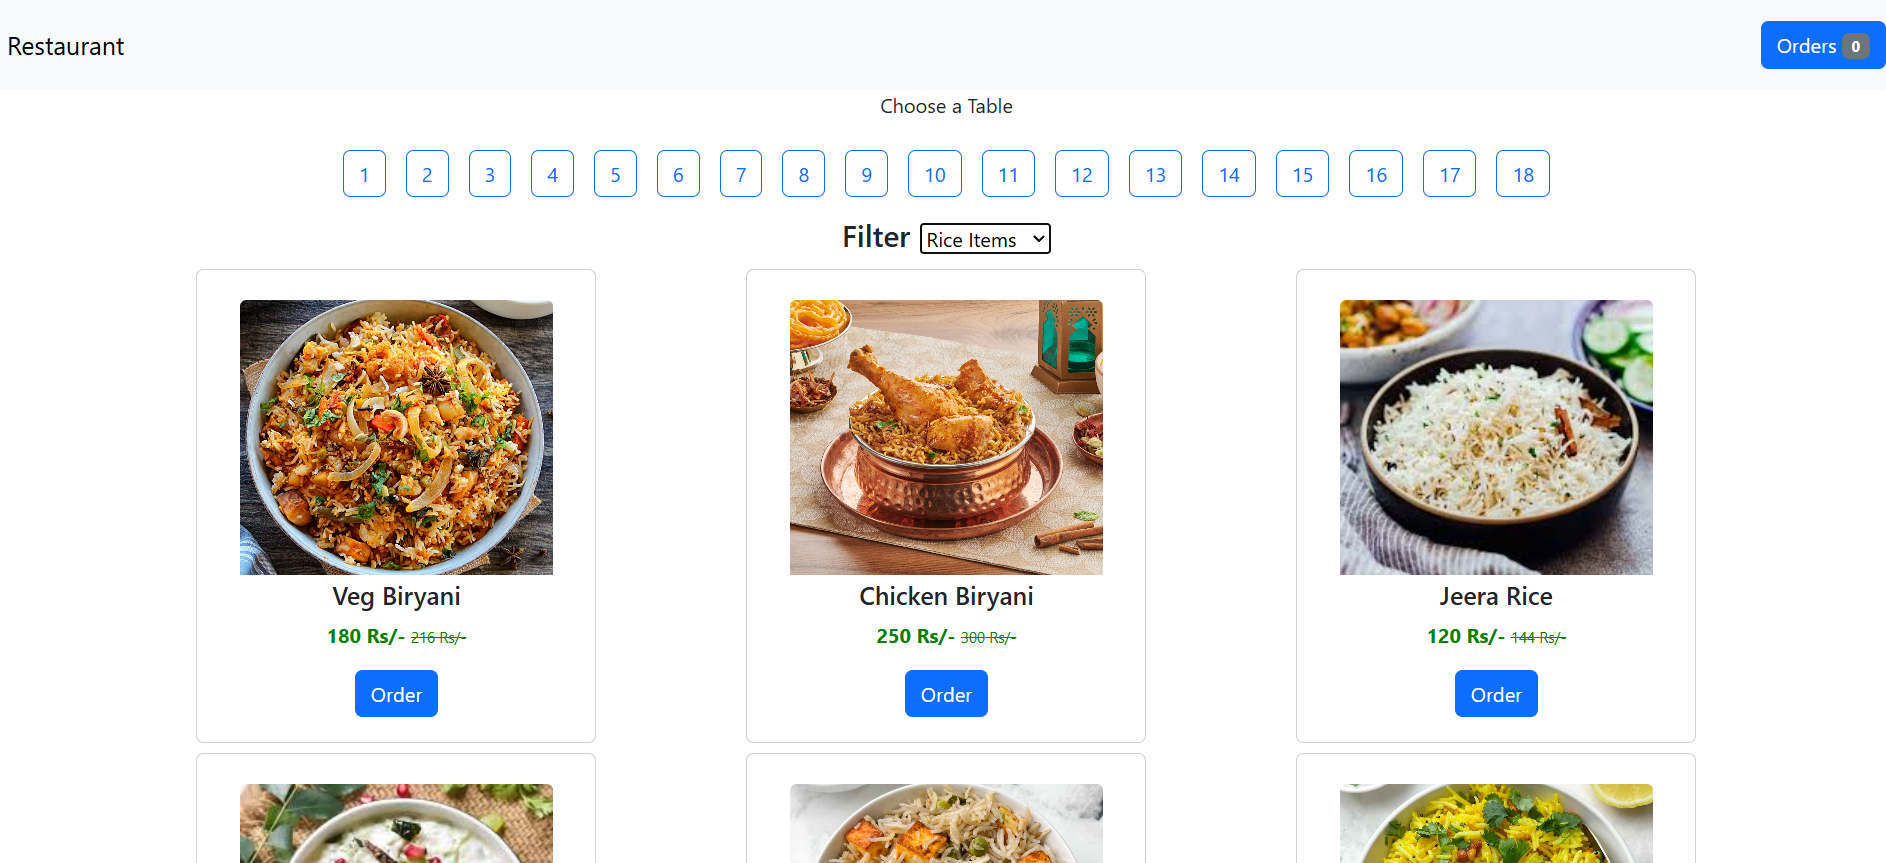 Restaurant
Orders 0
Choose a Table
1 2 3 4 5 6 7 8 9 10 11 12 13 14 15 16 17 18
Filter Rice Items
Veg Biryani
180 Rs/- 216 Rs/-
Order
Chicken Biryani
250 Rs/- 300 Rs/-
Order
Jeera Rice
120 Rs/- 144 Rs/-
Order